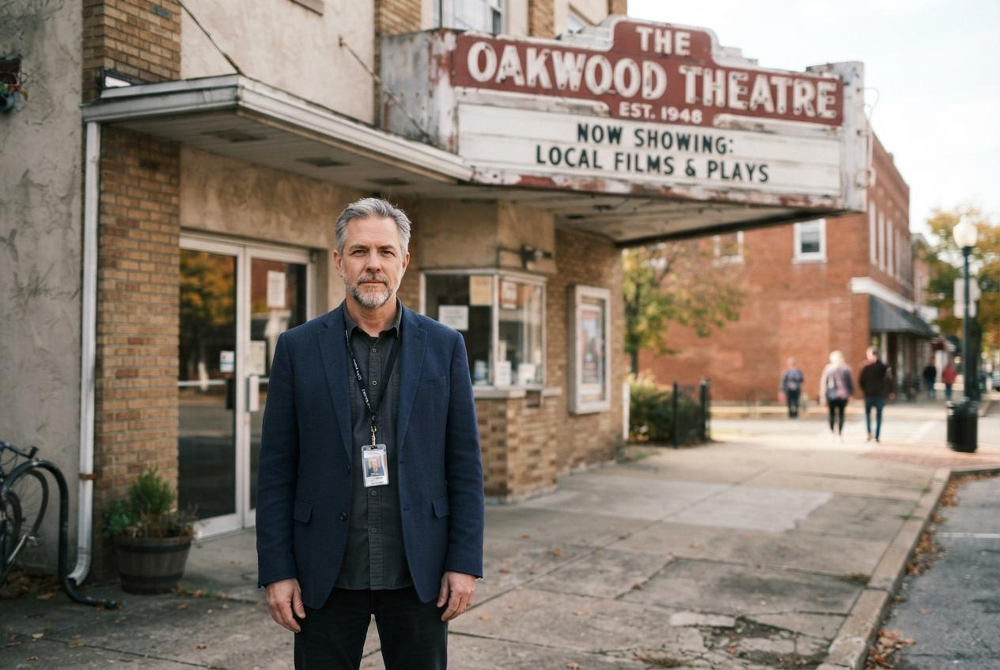 THE
OAKWOOD THEATRE
EST. 1948
NOW SHOWING:
LOCAL FILMS & PLAYS